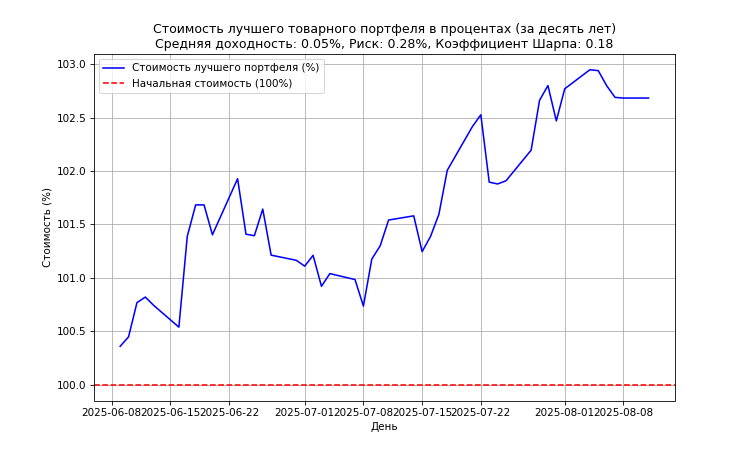 Стоимость лучшего товарного портфеля в процентах (за десять лет)
Средняя доходность: 0.05%, Риск: 0.28%, Коэффициент Шарпа: 0.18
Стоимость лучшего портфеля (%)
Начальная стоимость (100%)
Стоимость (%)
103.0
102.5
102.0
101.5
101.0
100.5
100.0
2025-06-08 2025-06-15 2025-06-22 2025-07-01 2025-07-08 2025-07-15 2025-07-22 2025-08-01 2025-08-08
День